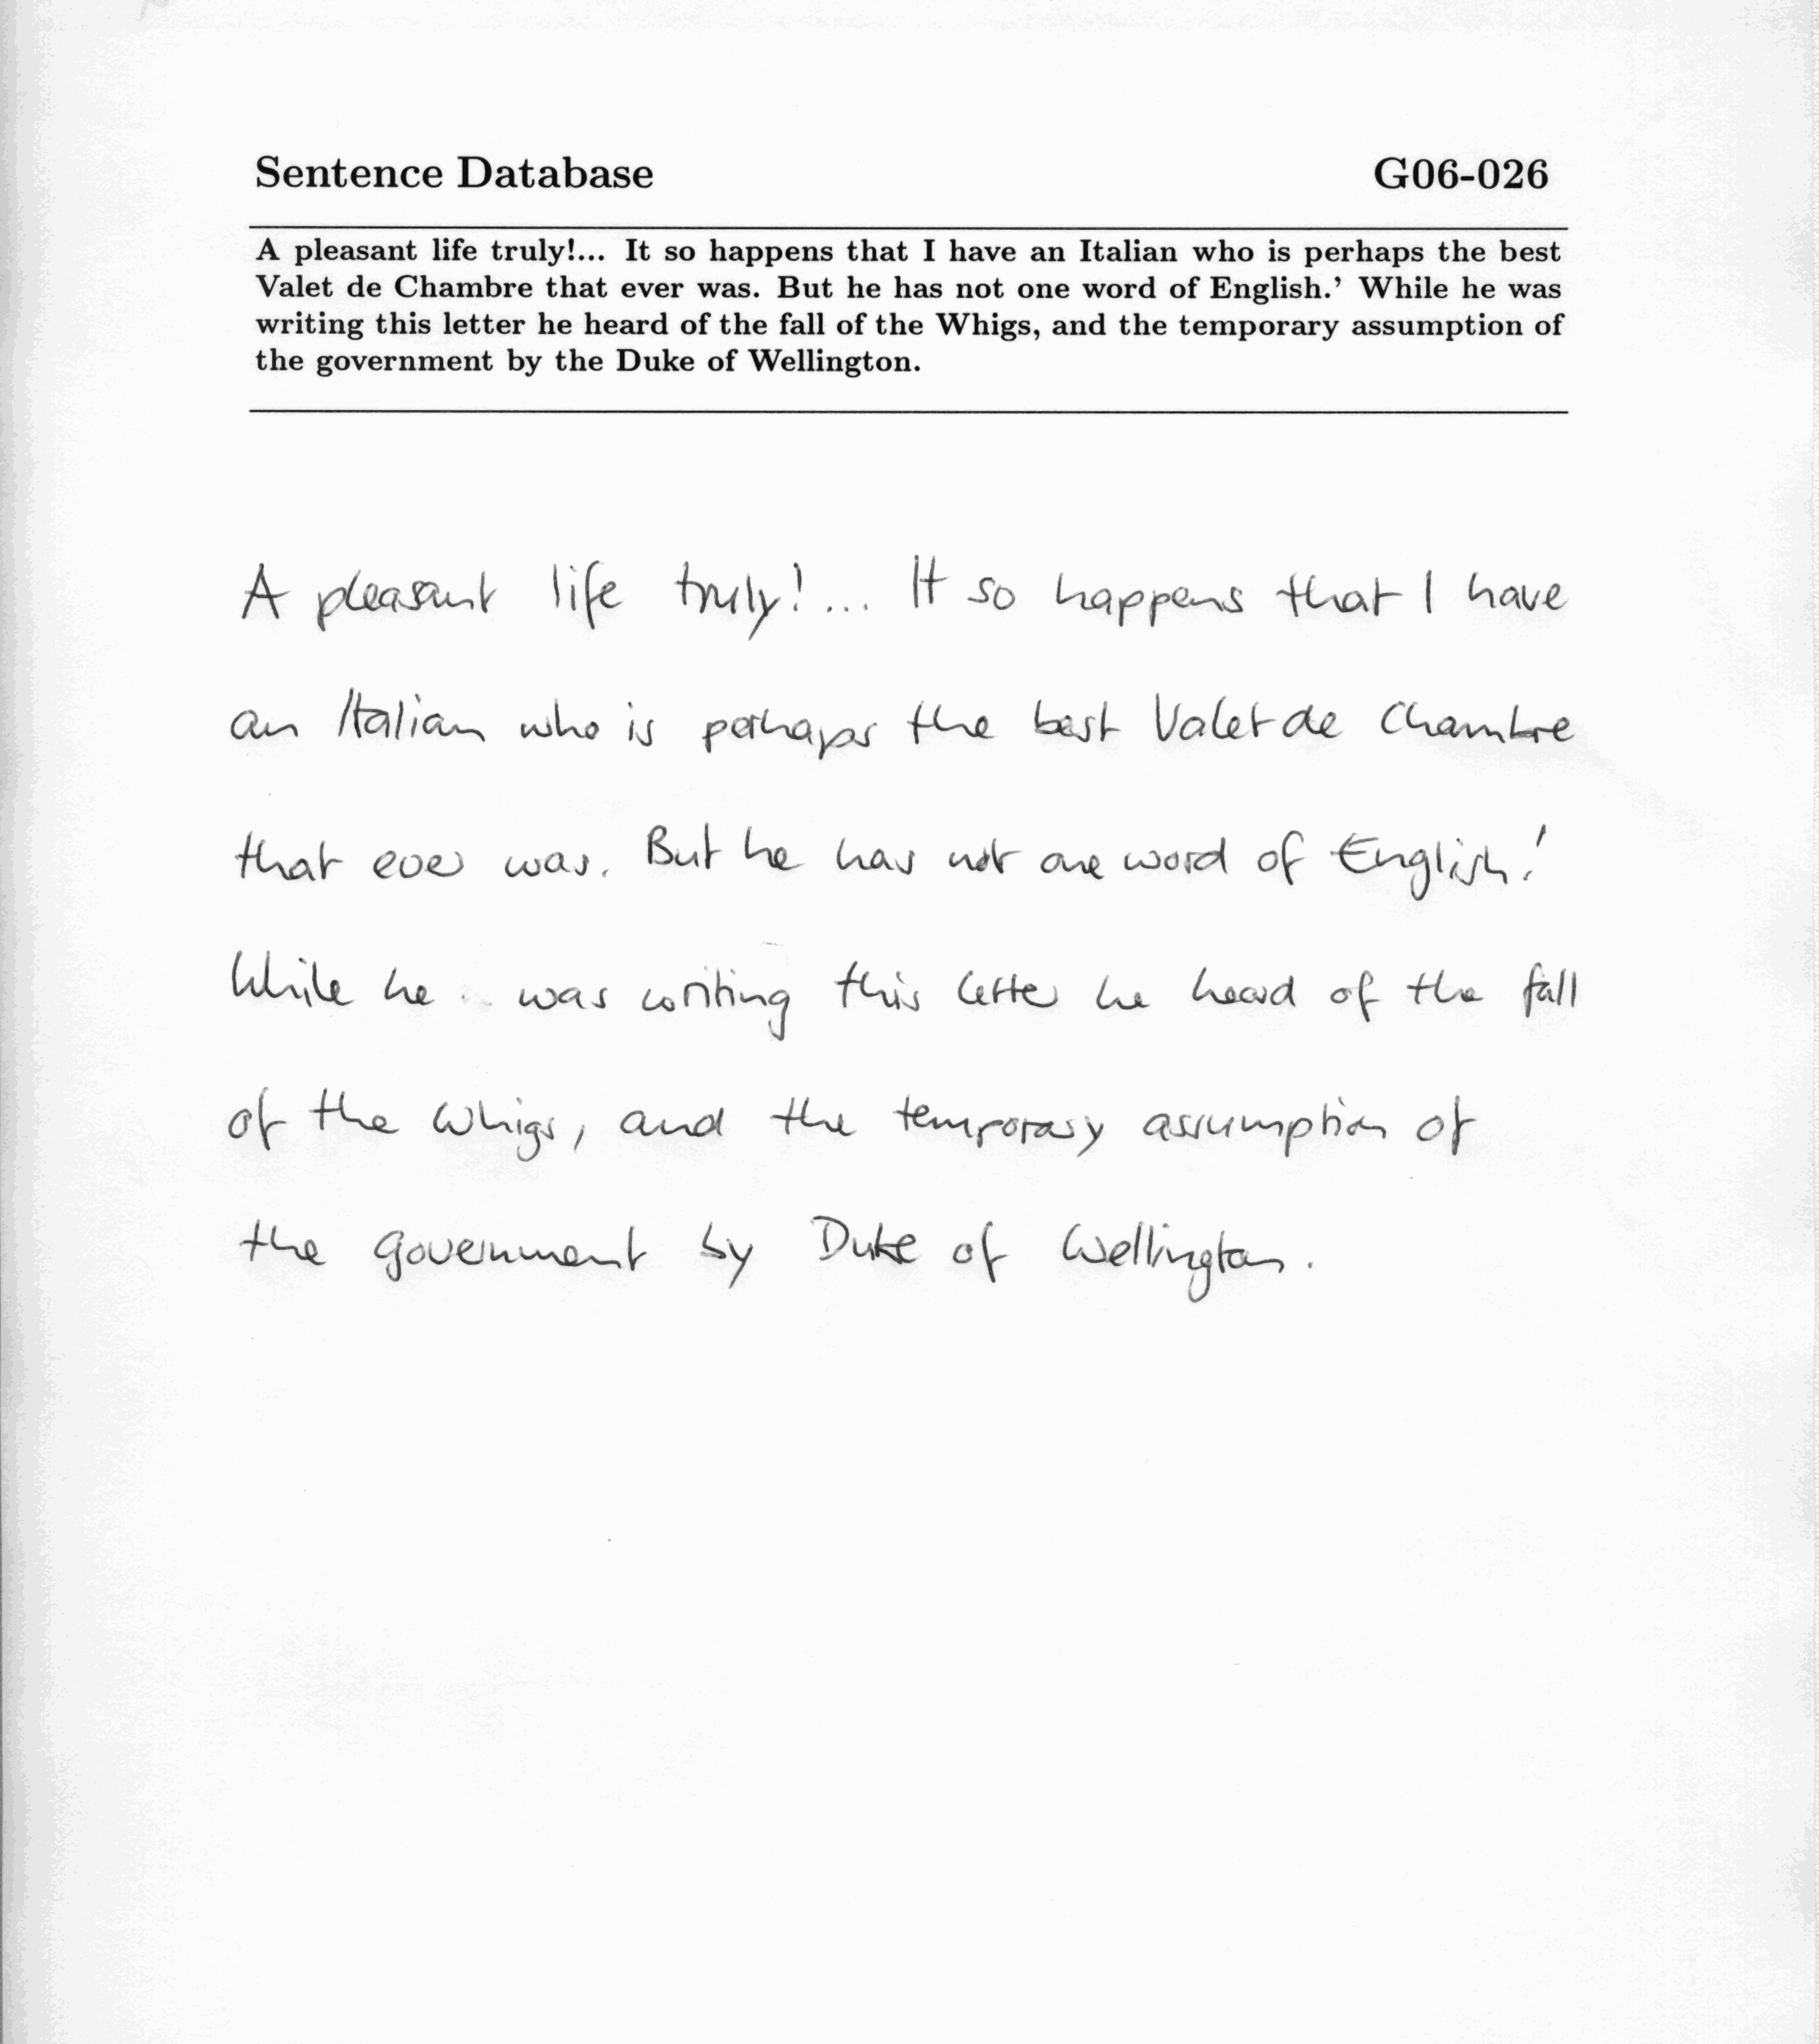 Sentence Database G06-026
A pleasant life truly!... It so happens that I have an Italian who is perhaps the best
Valet de Chambre that ever was. But he has not one word of English.' While he was
writing this letter he heard of the fall of the Whigs, and the temporary assumption of
the government by the Duke of Wellington.
A pleasant life truly!... It so happens that I have
an Italian who is perhaps the best Valet de Chambre
that ever was. But he has not one word of English.'
While he was writing this letter he heard of the fall
of the Whigs, and the temporary assumption of
the government by Duke of Wellington.